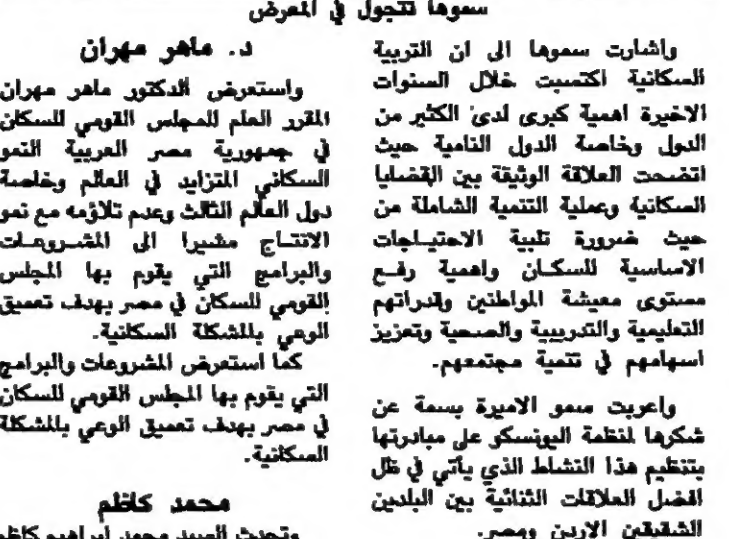 سموها تتجول في المعرض
واشارت سموها الى ان التربية
السكانية اكتسبت خلال السنوات
الاخيرة اهمية كبرى لدى الكثير من
الدول وخاصة الدول النامية حيث
اتضحت العلاقة الوثيقة بين القضايا
السكانية وعملية التنمية الشاملة من
حيث ضرورة تلبية الاحتياجات
الاساسية للسكان واهمية رفع
مستوى معيشة المواطنين وقدراتهم
التعليمية والتدريبية والصحية وتعزيز
اسهامهم في تنمية مجتمعهم.
واعربت سمو الاميرة بسمة عن
شكرها لمنظمة اليونسكو على مبادرتها
بتنظيم هذا النشاط الذي يأتي في ظل
افضل العلاقات الثنائية بين البلدين
الشقيقين الاردن ومصر.
د. ماهر مهران
واستعرض الدكتور ماهر مهران
المقرر العام للمجلس القومي للسكان
في جمهورية مصر العربية النمو
السكاني المتزايد في العالم وخاصة
دول العالم الثالث وعدم تلاؤمه مع نمو
الانتاج مشيرا الى المشروعات
والبرامج التي يقوم بها المجلس
القومي للسكان في مصر بهدف تعميق
الوعي بالمشكلة السكانية.
كما استعرض المشروعات والبرامج
التي يقوم بها المجلس القومي للسكان
في مصر بهدف تعميق الوعي بالمشكلة
السكانية.
محمد كاظم
وتحدث السيد محمد ابراهيم كاظم